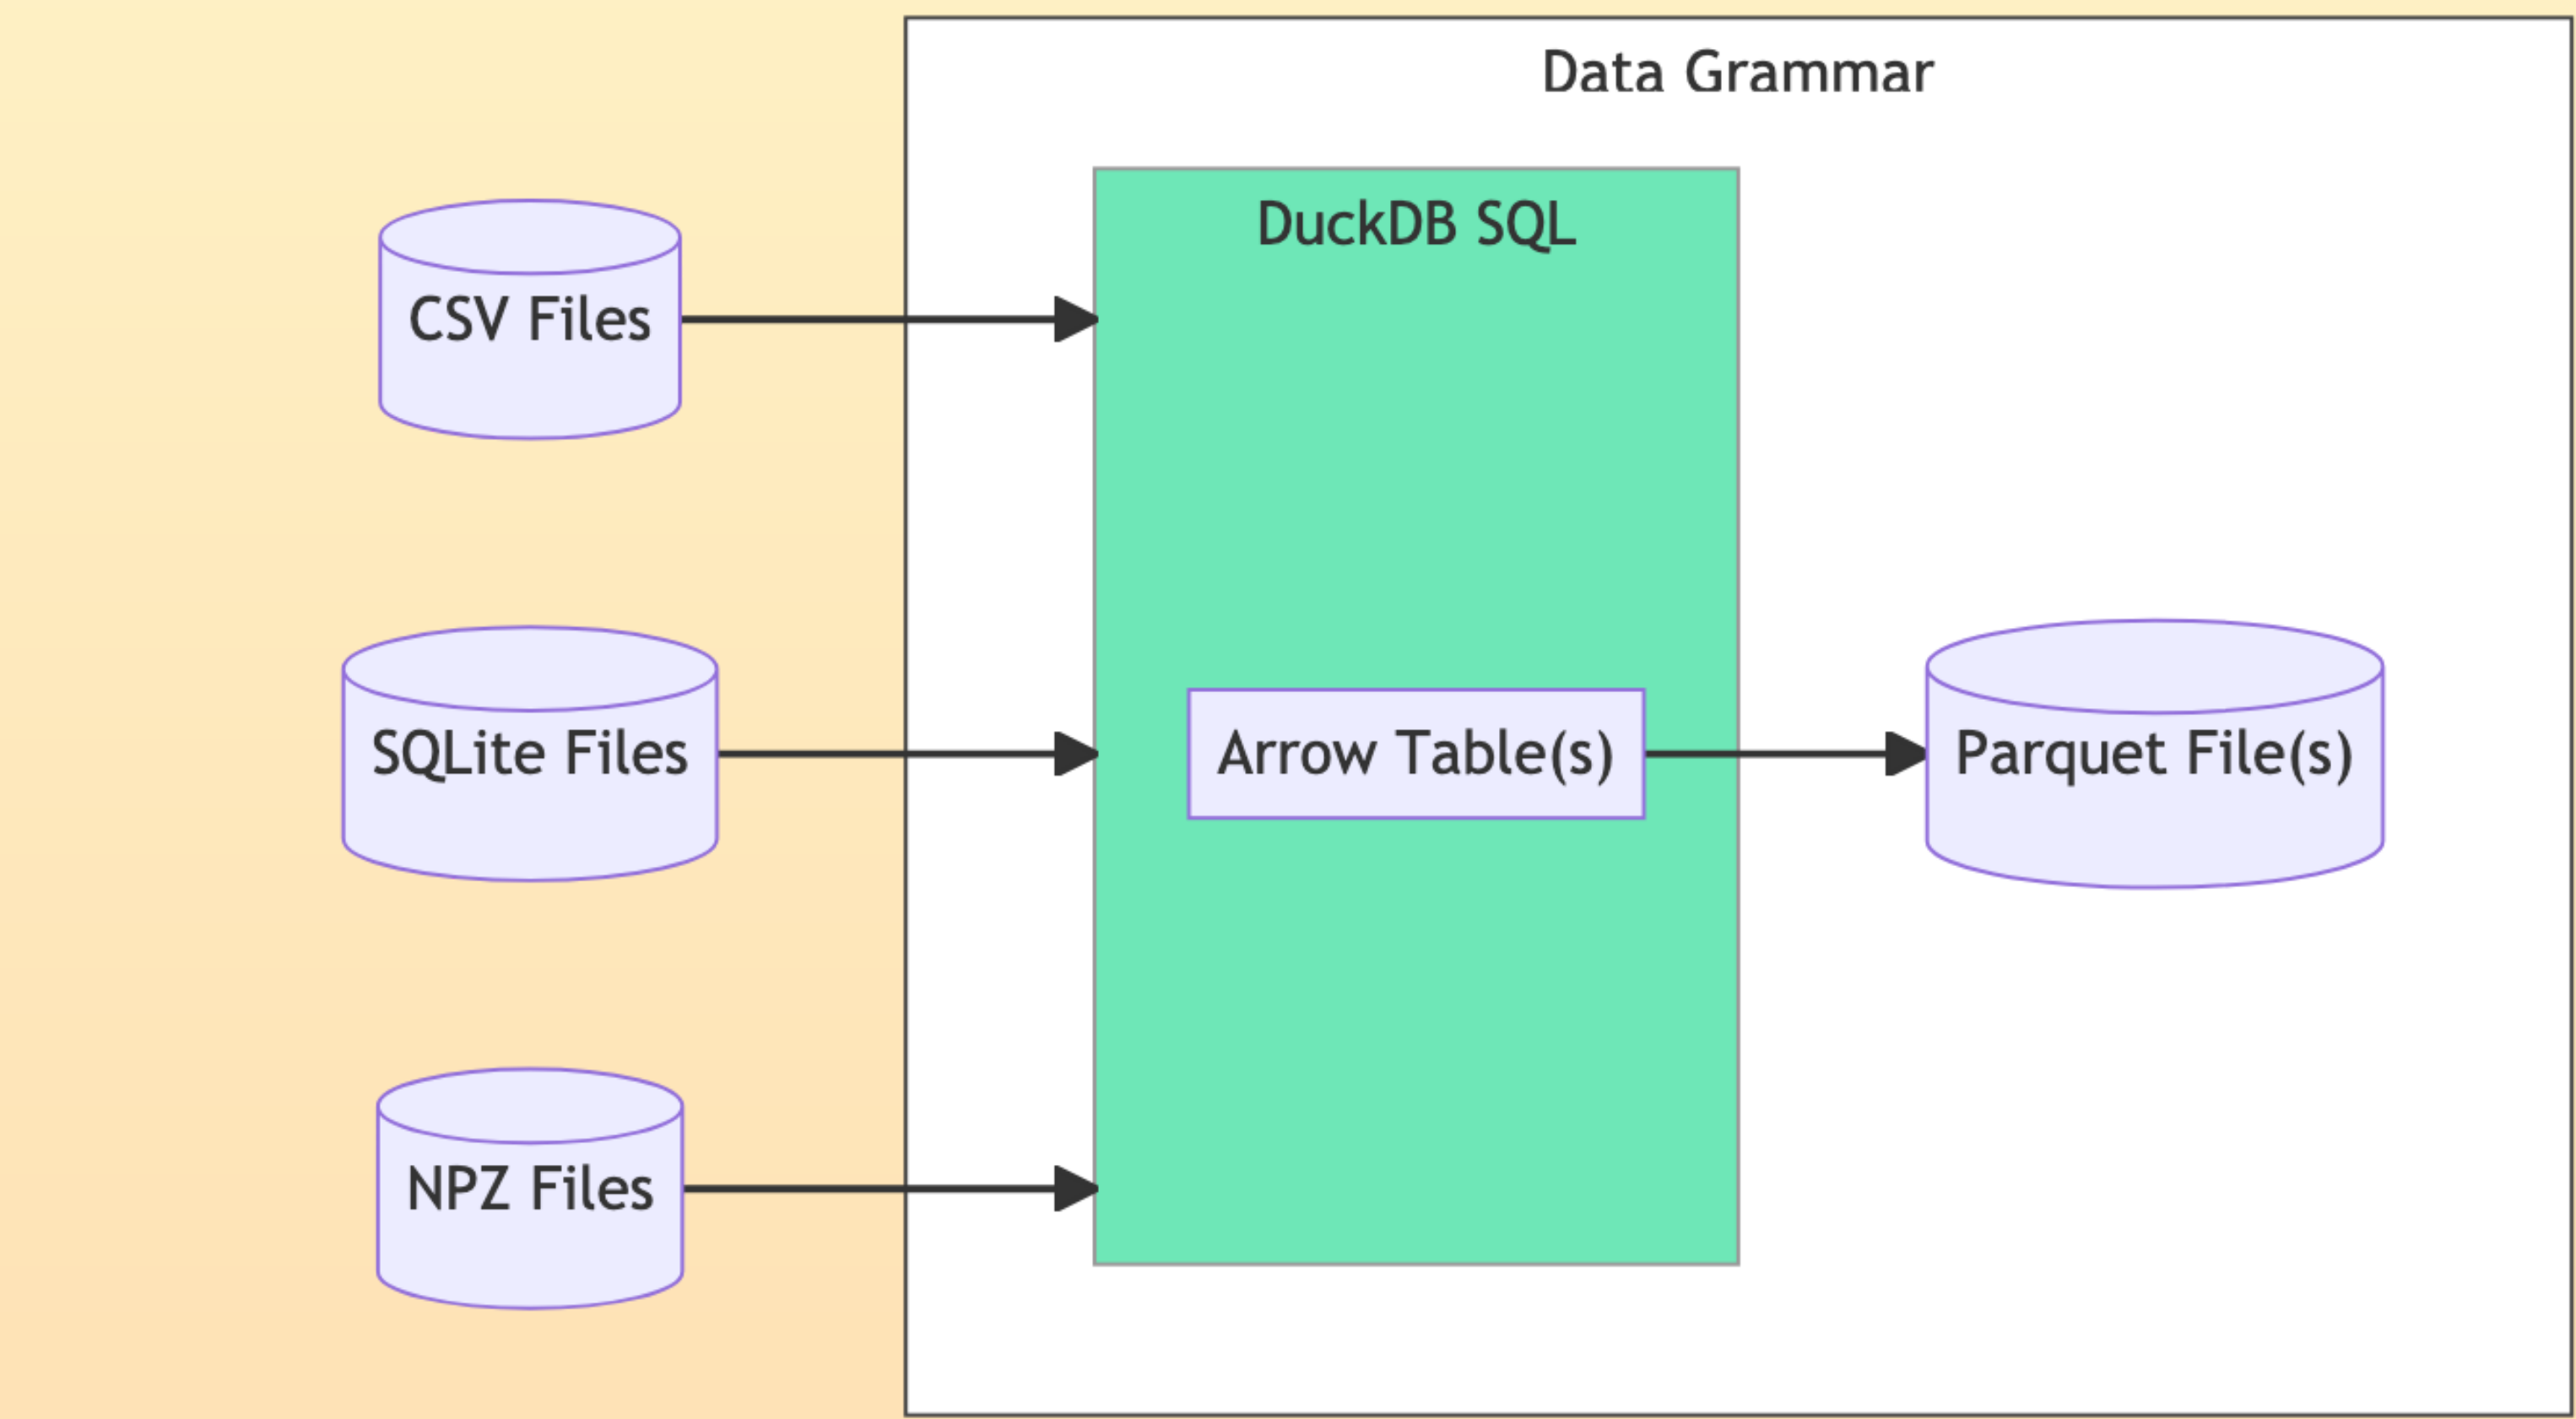 Data Grammar
DuckDB SQL
CSV Files
SQLite Files
Arrow Table(s)
Parquet File(s)
NPZ Files